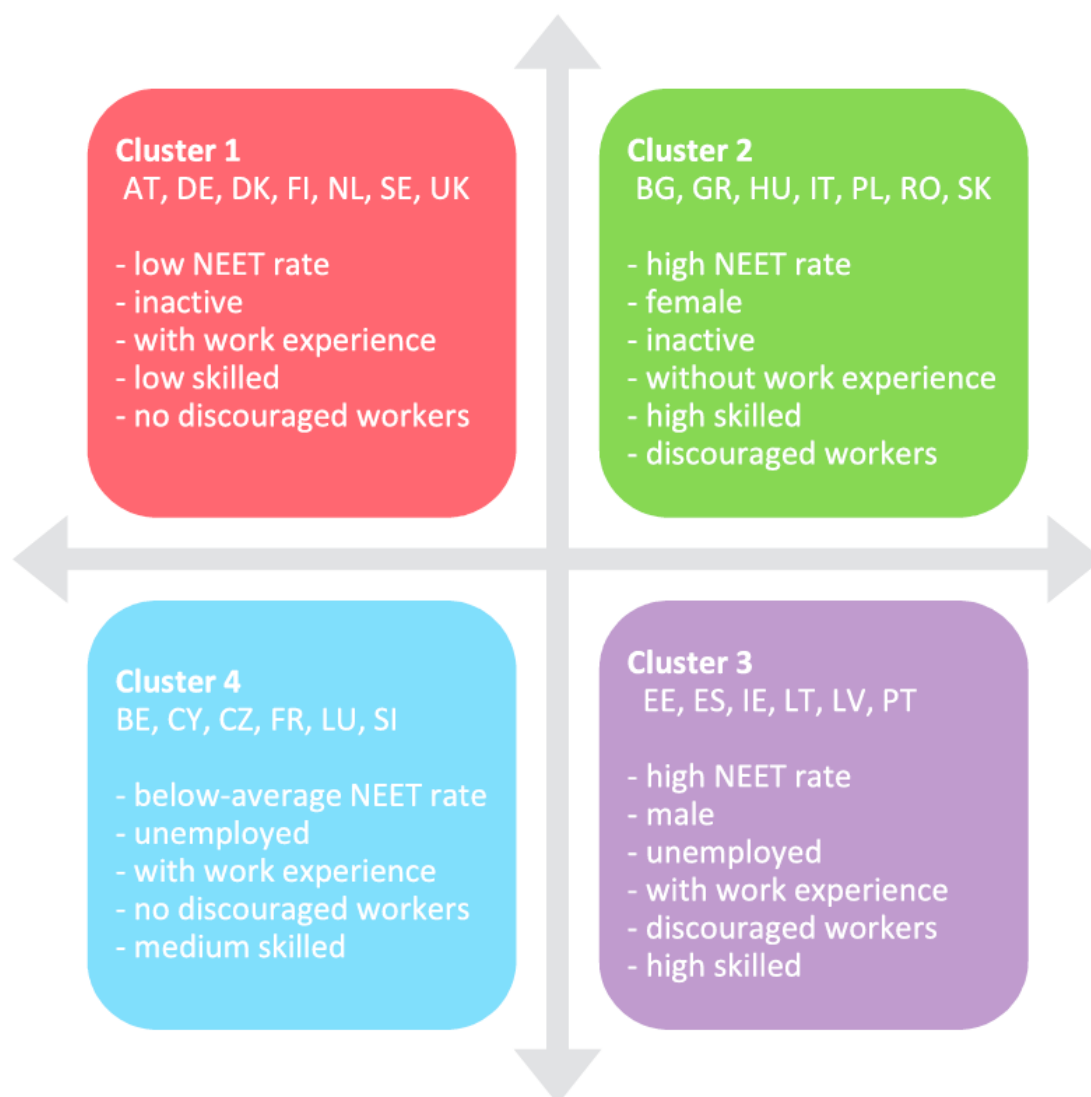 Cluster 1
AT, DE, DK, FI, NL, SE, UK
- low NEET rate
- inactive
- with work experience
- low skilled
- no discouraged workers
Cluster 2
BG, GR, HU, IT, PL, RO, SK
- high NEET rate
- female
- inactive
- without work experience
- high skilled
- discouraged workers
Cluster 4
BE, CY, CZ, FR, LU, SI
- below-average NEET rate
- unemployed
- with work experience
- no discouraged workers
- medium skilled
Cluster 3
EE, ES, IE, LT, LV, PT
- high NEET rate
- male
- unemployed
- with work experience
- discouraged workers
- high skilled